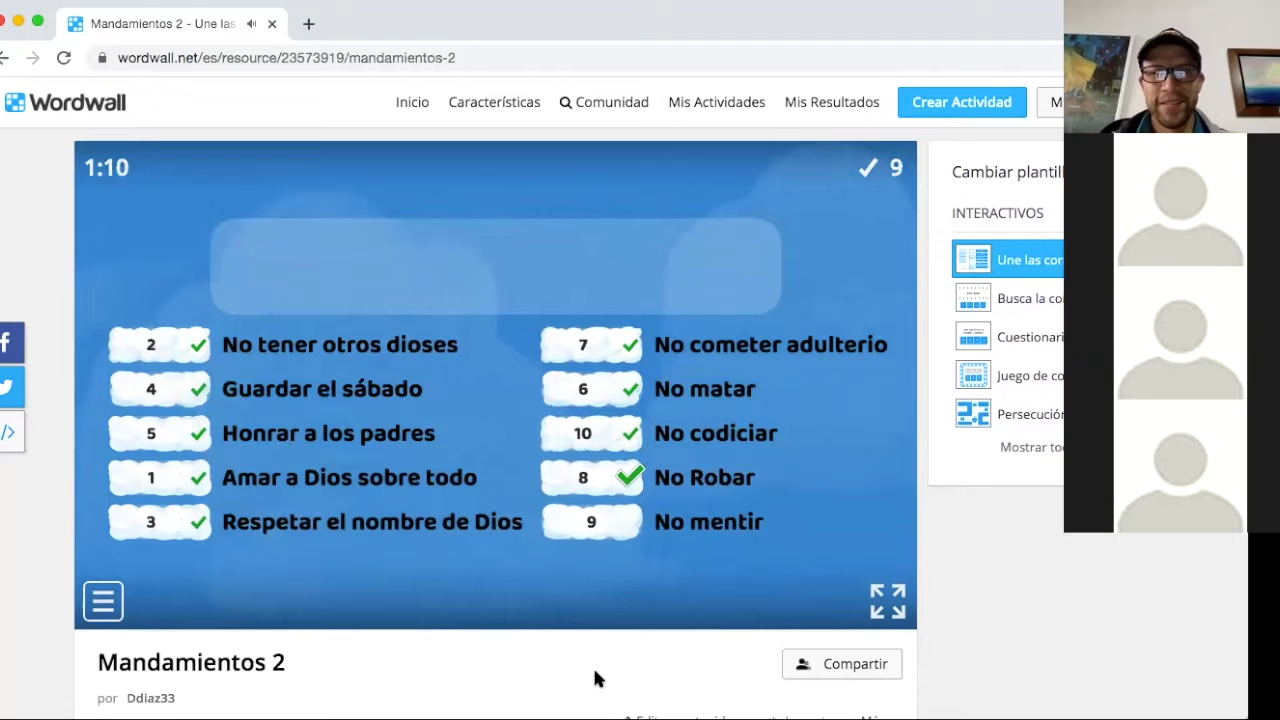 Mandamientos 2 - Une las
wordwall.net/es/resource/23573919/mandamientos-2
Wordwall
Inicio Características Comunidad Mis Actividades Mis Resultados Crear Actividad M
1:10
9
Cambiar plantill
INTERACTIVOS
Une las cor
Busca la co
Cuestionari
Juego de co
Persecución
Mostrar to
2 No tener otros dioses
4 Guardar el sábado
5 Honrar a los padres
1 Amar a Dios sobre todo
3 Respetar el nombre de Dios
7 No cometer adulterio
6 No matar
10 No codiciar
8 No Robar
9 No mentir
Mandamientos 2
Compartir
por Ddiaz33